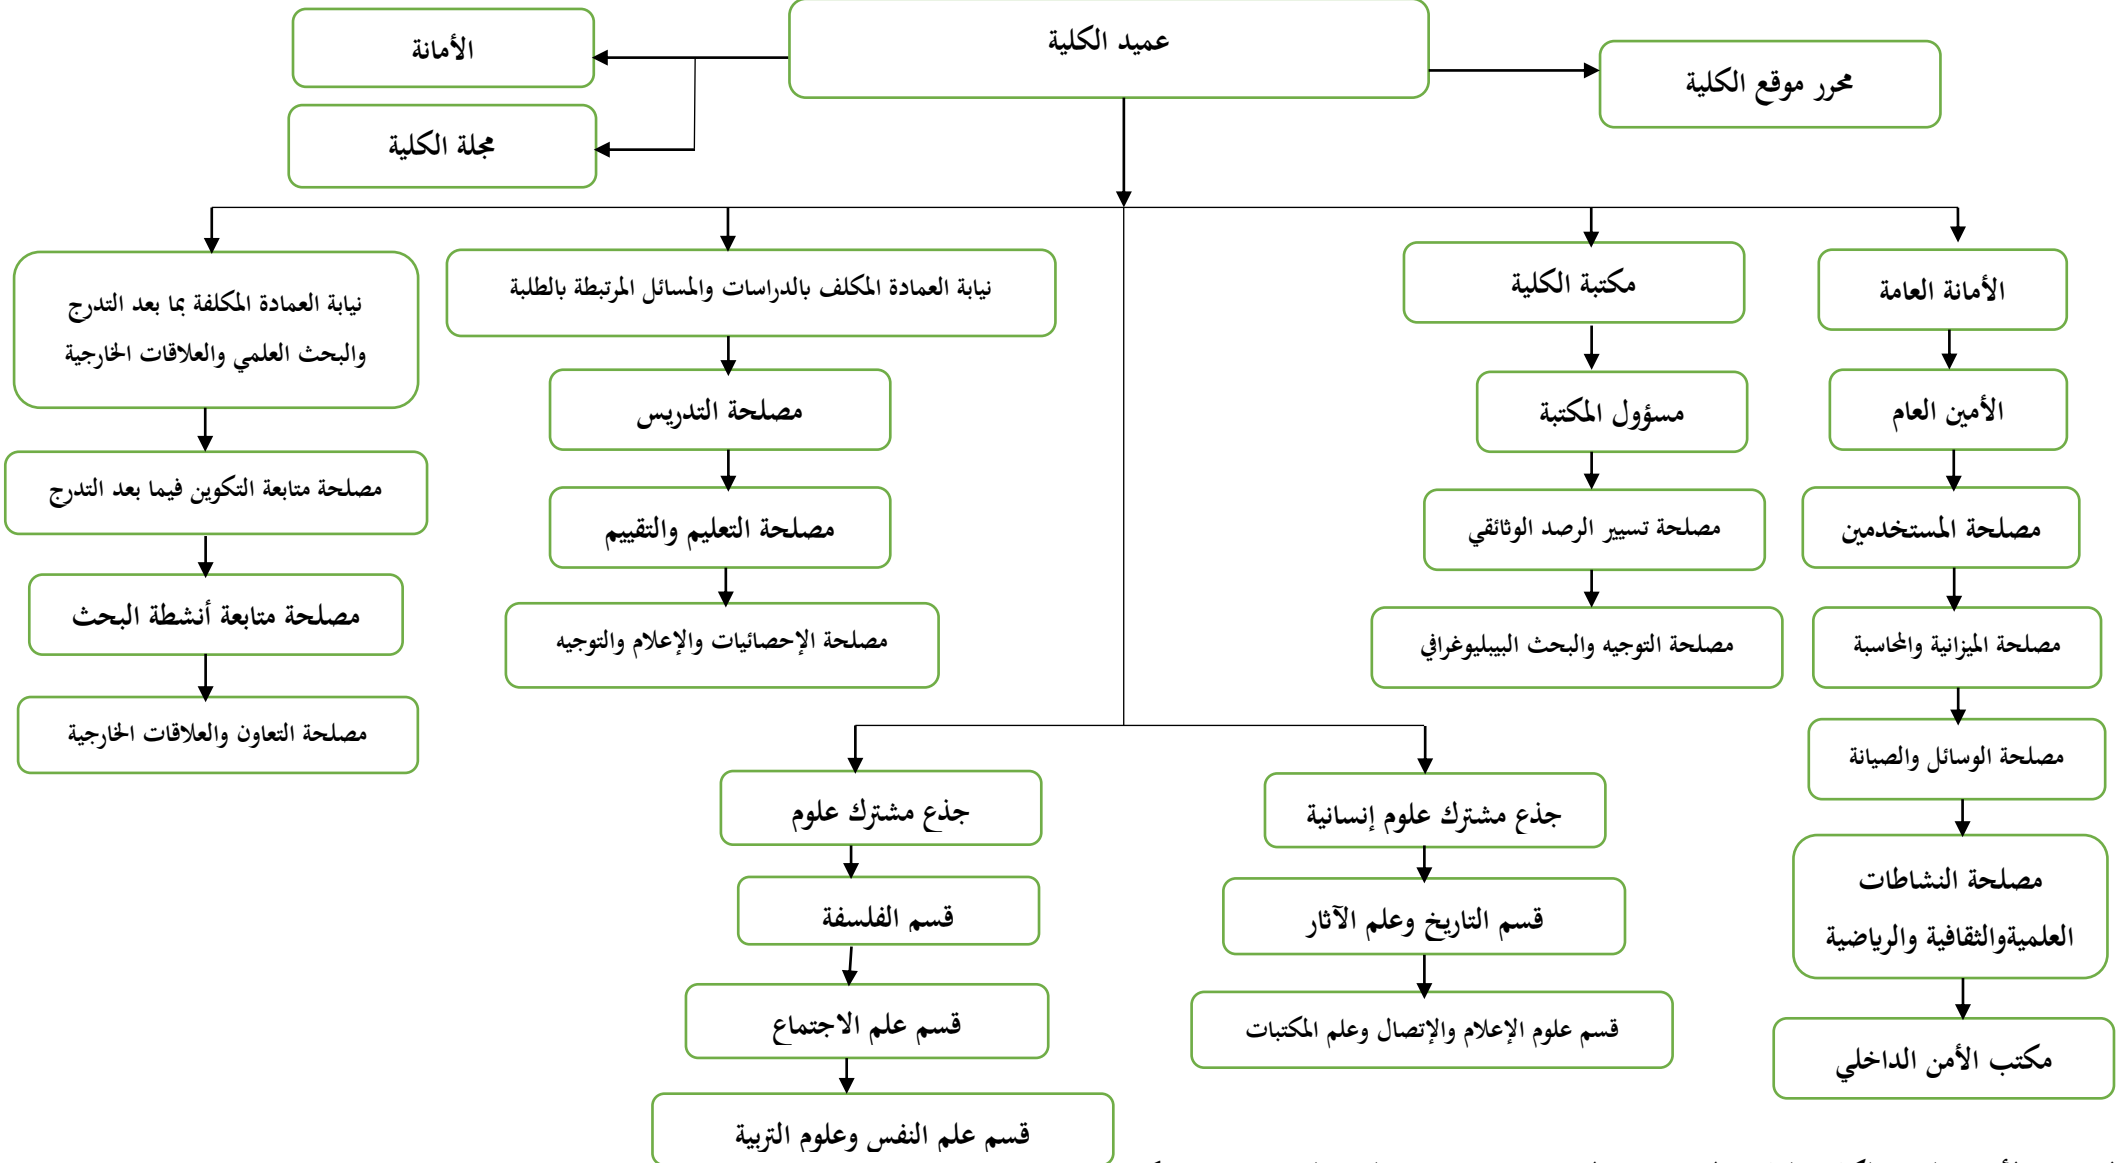 عميد الكلية
محرر موقع الكلية
الأمانة
مجلة الكلية
الأمانة العامة
الأمين العام
مصلحة المستخدمين
مصلحة الميزانية والمحاسبة
مصلحة الوسائل والصيانة
مصلحة النشاطات
العلميةوالثقافية والرياضية
مكتب الأمن الداخلي
مكتبة الكلية
مسؤول المكتبة
مصلحة تسيير الرصد الوثائقي
مصلحة التوجيه والبحث البيبليوغرافي
نيابة العمادة المكلف بالدراسات والمسائل المرتبطة بالطلبة
مصلحة التدريس
مصلحة التعليم والتقييم
مصلحة الإحصائيات والإعلام والتوجيه
نيابة العمادة المكلفة بما بعد التدرج
والبحث العلمي والعلاقات الخارجية
مصلحة متابعة التكوين فيما بعد التدرج
مصلحة متابعة أنشطة البحث
مصلحة التعاون والعلاقات الخارجية
جذع مشترك علوم إنسانية
قسم التاريخ وعلم الآثار
قسم علوم الإعلام والإتصال وعلم المكتبات
جذع مشترك علوم
قسم الفلسفة
قسم علم الاجتماع
قسم علم النفس وعلوم التربية